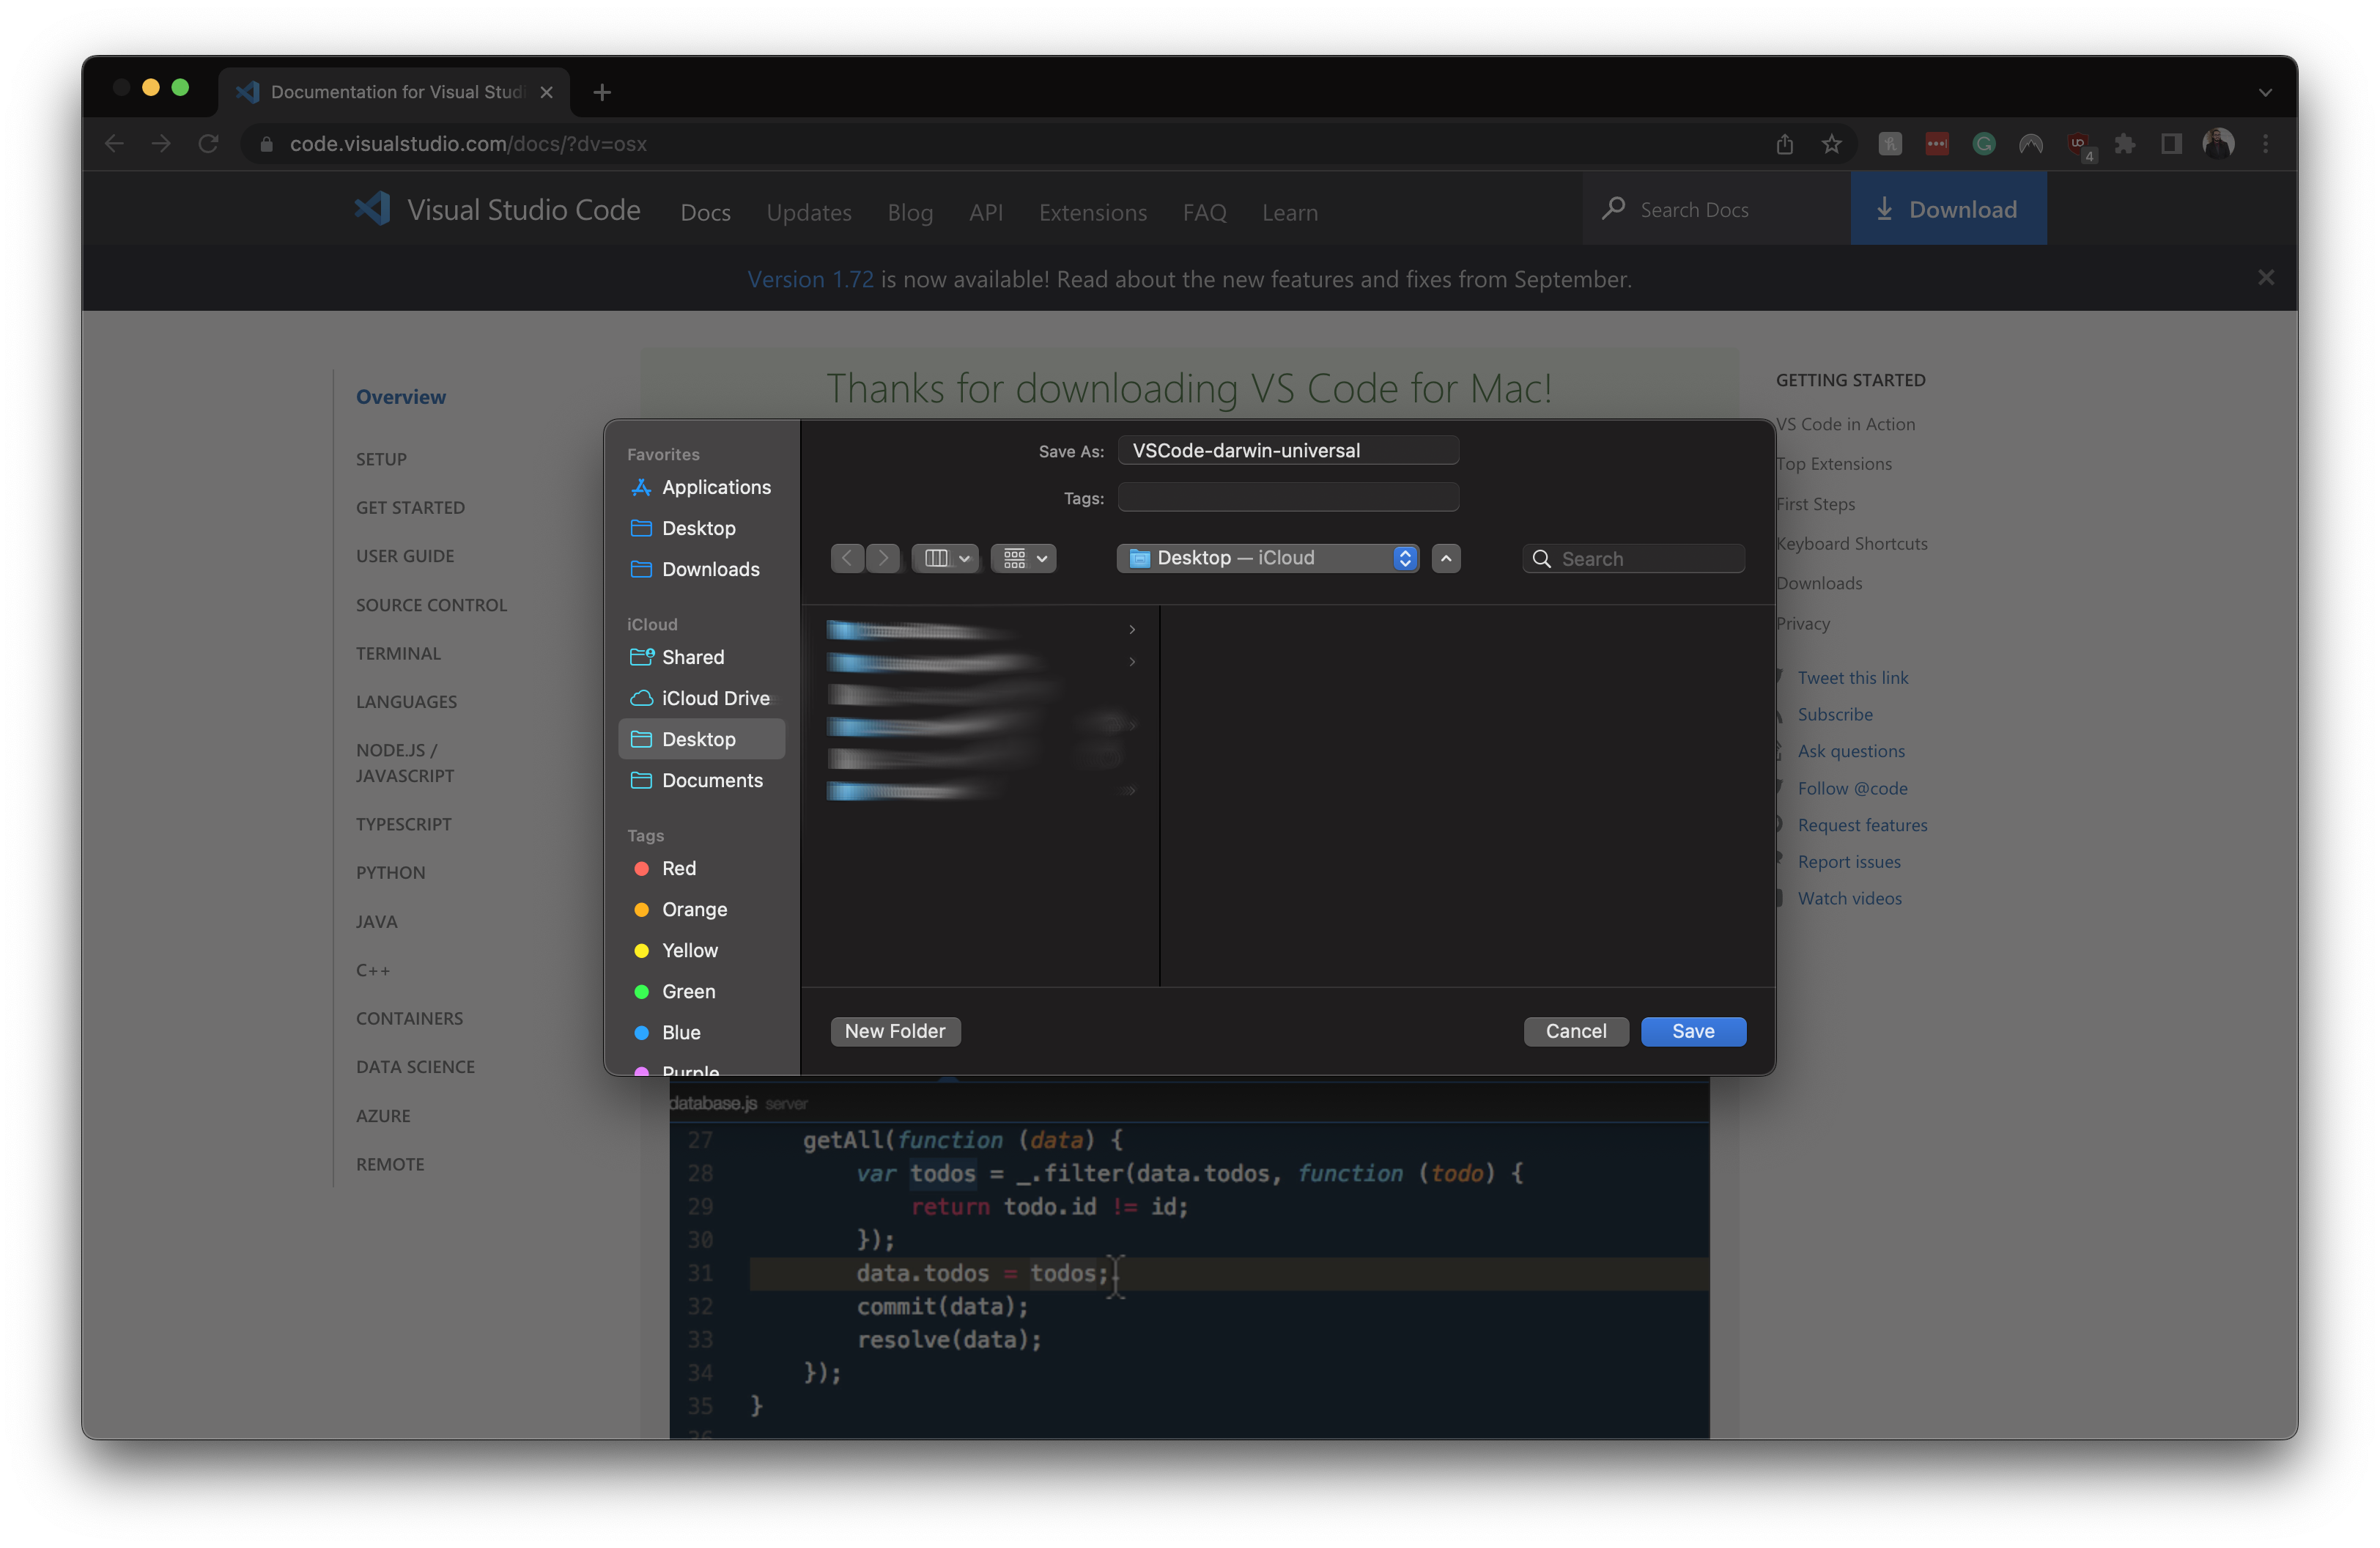 Documentation for Visual Studi
code.visualstudio.com/docs/?dv=osx
4
Visual Studio Code
Docs
Updates
Blog
API
Extensions
FAQ
Learn
Search Docs
Download
Version 1.72 is now available! Read about the new features and fixes from September.
Overview
SETUP
GET STARTED
USER GUIDE
SOURCE CONTROL
TERMINAL
LANGUAGES
NODE.JS /
JAVASCRIPT
TYPESCRIPT
PYTHON
JAVA
C++
CONTAINERS
DATA SCIENCE
AZURE
REMOTE
Thanks for downloading VS Code for Mac!
Favorites
Applications
Desktop
Downloads
iCloud
Shared
iCloud Drive
Desktop
Documents
Tags
Red
Orange
Yellow
Green
Blue
Purple
Save As: VSCode-darwin-universal
Tags:
Desktop — iCloud
Search
New Folder
Cancel
Save
GETTING STARTED
VS Code in Action
Top Extensions
First Steps
Keyboard Shortcuts
Downloads
Privacy
Tweet this link
Subscribe
Ask questions
Follow @code
Request features
Report issues
Watch videos
database.js server
27 getAll(function (data) {
28 var todos = _.filter(data.todos, function (todo) {
29 return todo.id != id;
30 });
31 data.todos = todos;
32 commit(data);
33 resolve(data);
34 });
35 }
36